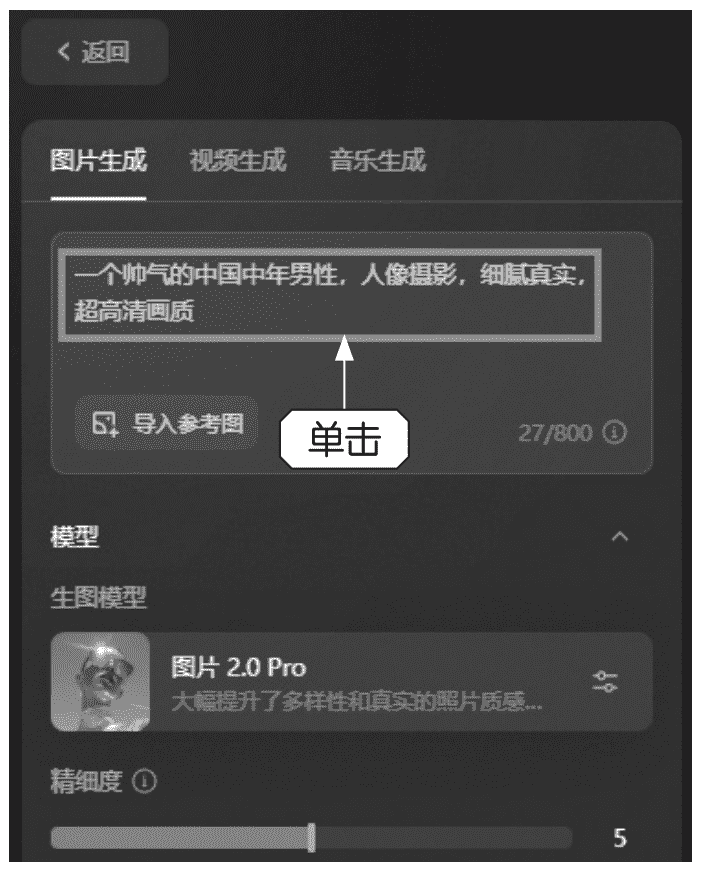 返回
图片生成 视频生成 音乐生成
一个帅气的中国中年男性，人像摄影，细腻真实，
超高清画质
导入参考图
单击
27/800
模型
生图模型
图片 2.0 Pro
大幅提升了多样性和真实的照片质感...
精细度
5